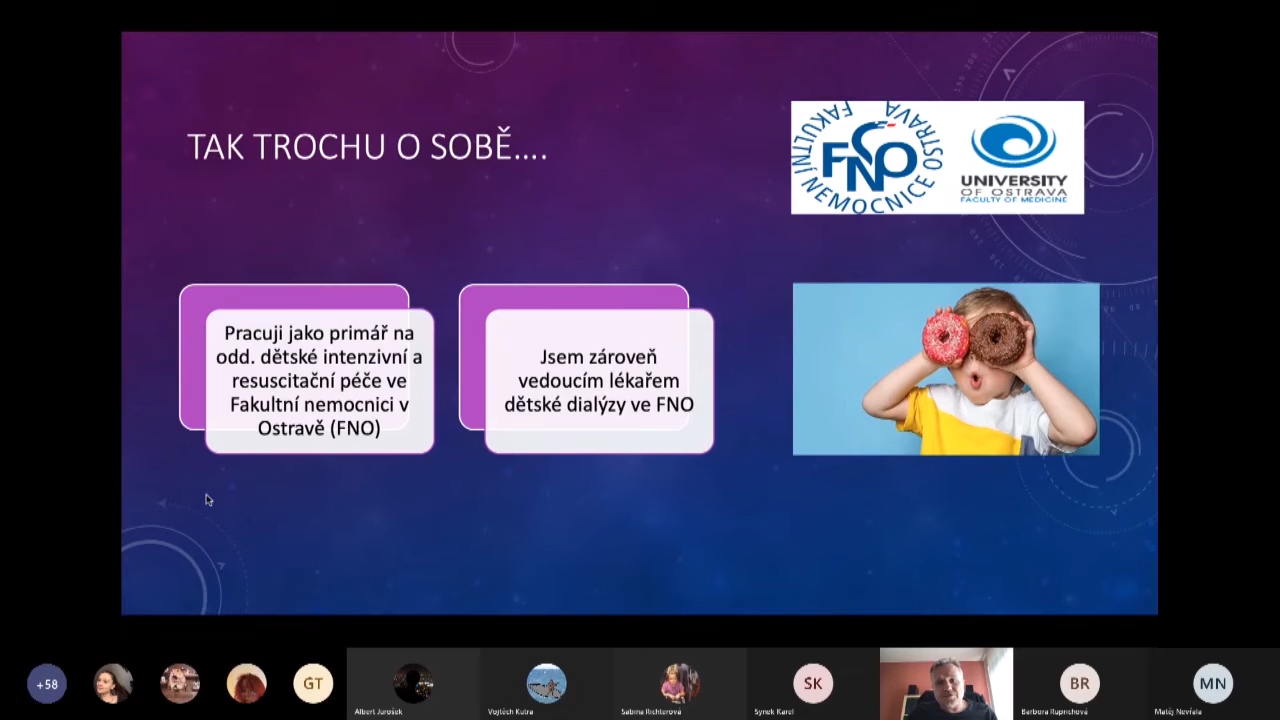 TAK TROCHU O SOBĚ....
FAKULTNÍ NEMOCNICE OSTRAVA
FNO
UNIVERSITY
OF OSTRAVA
FACULTY OF MEDICINE
Pracuji jako primář na
odd. dětské intenzivní a
resuscitační péče ve
Fakultní nemocnici v
Ostravě (FNO)
Jsem zároveň
vedoucím lékařem
dětské dialýzy ve FNO
+58
GT
Albert Jurošek
Vojtěch Kutra
Sabina Richterová
SK
Synek Karel
BR
Barbora Ruprichová
MN
Matěj Nevřala